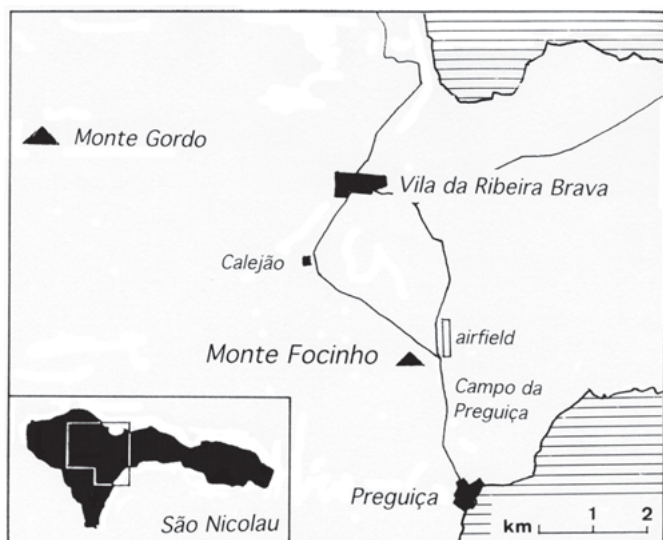 Monte Gordo
Vila da Ribeira Brava
Calejão
airfield
Monte Focinho
Campo da
Preguiça
Preguiça
São Nicolau
km 1 2